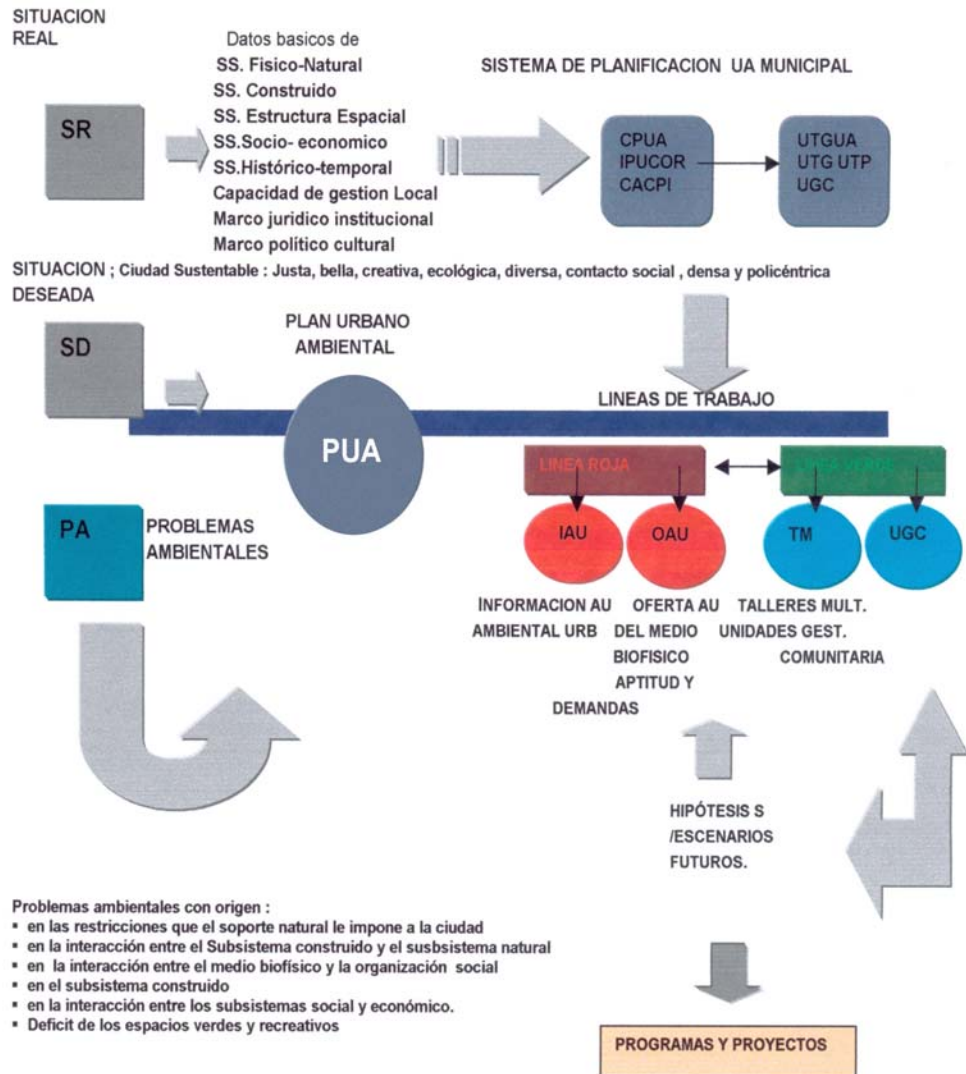 SITUACION
REAL
SR
Datos basicos de
SS. Fisico-Natural
SS. Construido
SS. Estructura Espacial
SS.Socio- economico
SS.Histórico-temporal
Capacidad de gestion Local
Marco juridico institucional
Marco político cultural
SISTEMA DE PLANIFICACION UA MUNICIPAL
CPUA
IPUCOR
CACPI
UTGUA
UTG UTP
UGC
SITUACION ; Ciudad Sustentable : Justa, bella, creativa, ecológica, diversa, contacto social , densa y policéntrica
DESEADA
SD
PLAN URBANO
AMBIENTAL
PUA
LINEAS DE TRABAJO
LINEA ROJA
LINEA VERDE
IAU
OAU
TM
UGC
PA
PROBLEMAS
AMBIENTALES
INFORMACION AU OFERTA AU TALLERES MULT.
AMBIENTAL URB DEL MEDIO UNIDADES GEST.
BIOFISICO COMUNITARIA
APTITUD Y
DEMANDAS
HIPÓTESIS S
/ESCENARIOS
FUTUROS.
Problemas ambientales con origen :
▪ en las restricciones que el soporte natural le impone a la ciudad
▪ en la interacción entre el Subsistema construido y el susbsistema natural
▪ en la interacción entre el medio biofísico y la organización social
▪ en el subsistema construido
▪ en la interacción entre los subsistemas social y económico.
▪ Deficit de los espacios verdes y recreativos
PROGRAMAS Y PROYECTOS